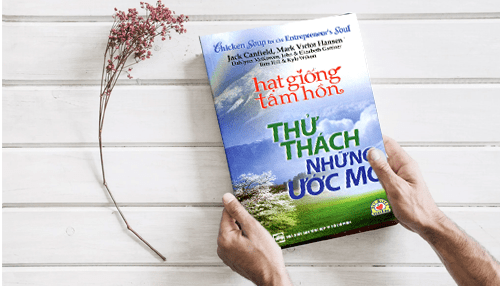 Chicken Soup for the Entrepreneur's Soul
Jack Canfield, Mark Victor Hansen
hạt giống
tâm hồn
THỬ
THÁCH
NHỮNG
ƯỚC MƠ